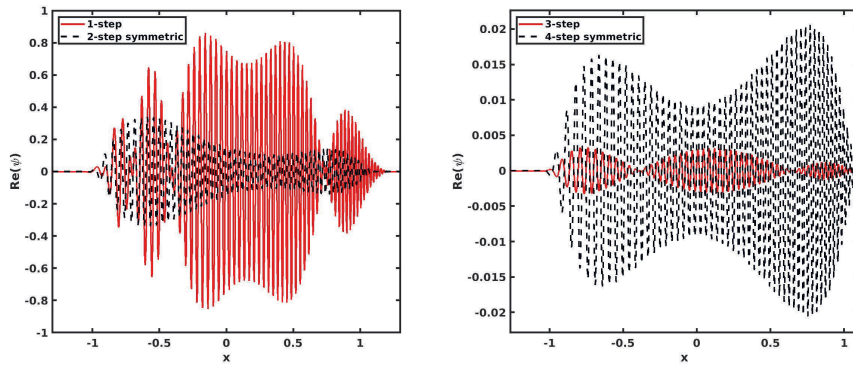 1-step
2-step symmetric
1
0.8
0.6
0.4
0.2
0
-0.2
-0.4
-0.6
-0.8
-1
Re(ψ)
-1 -0.5 0 0.5 1
x
3-step
4-step symmetric
0.02
0.015
0.01
0.005
0
-0.005
-0.01
-0.015
-0.02
Re(ψ)
-1 -0.5 0 0.5 1
x